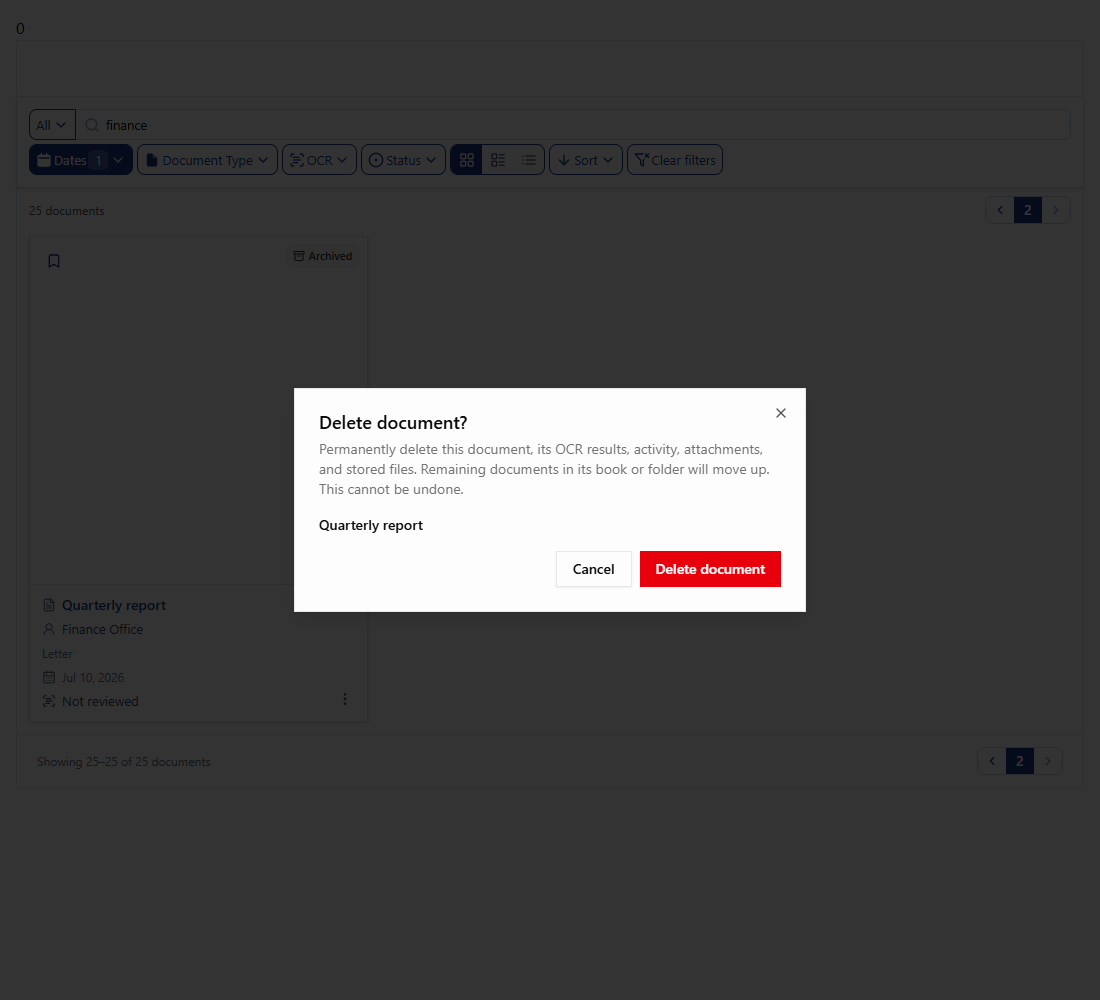 0
All finance
Dates 1 Document Type OCR Status Sort Clear filters
25 documents 2
Archived
Delete document?
Permanently delete this document, its OCR results, activity, attachments,
and stored files. Remaining documents in its book or folder will move up.
This cannot be undone.
Quarterly report
Cancel Delete document
Quarterly report
Finance Office
Letter
Jul 10, 2026
Not reviewed
Showing 25–25 of 25 documents 2